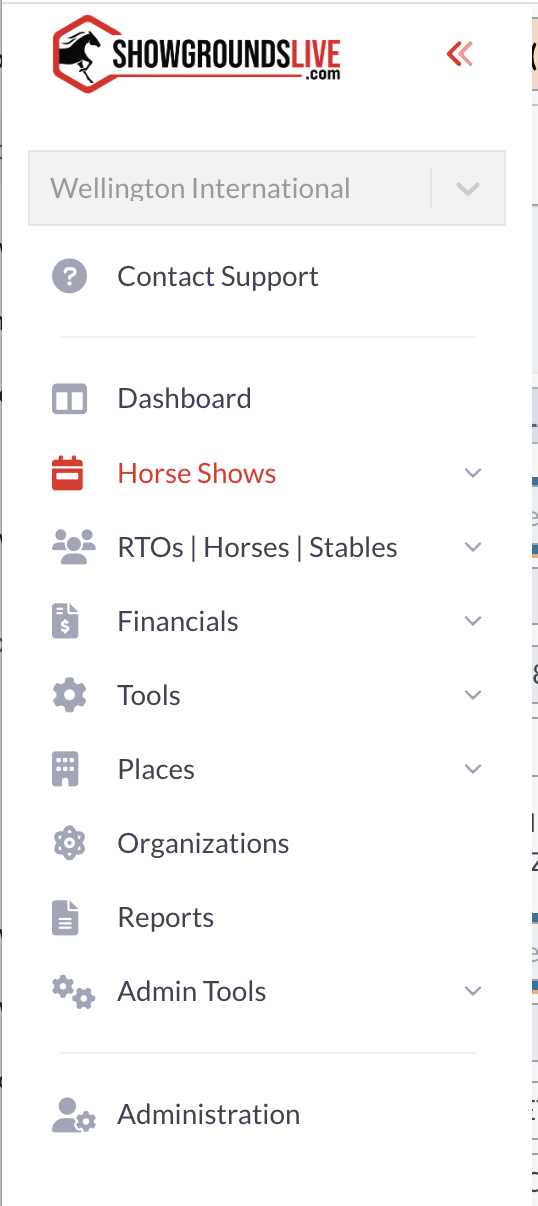 SHOWGROUNDSLIVE
.com
Wellington International
Contact Support
Dashboard
Horse Shows
RTOs | Horses | Stables
Financials
Tools
Places
Organizations
Reports
Admin Tools
Administration